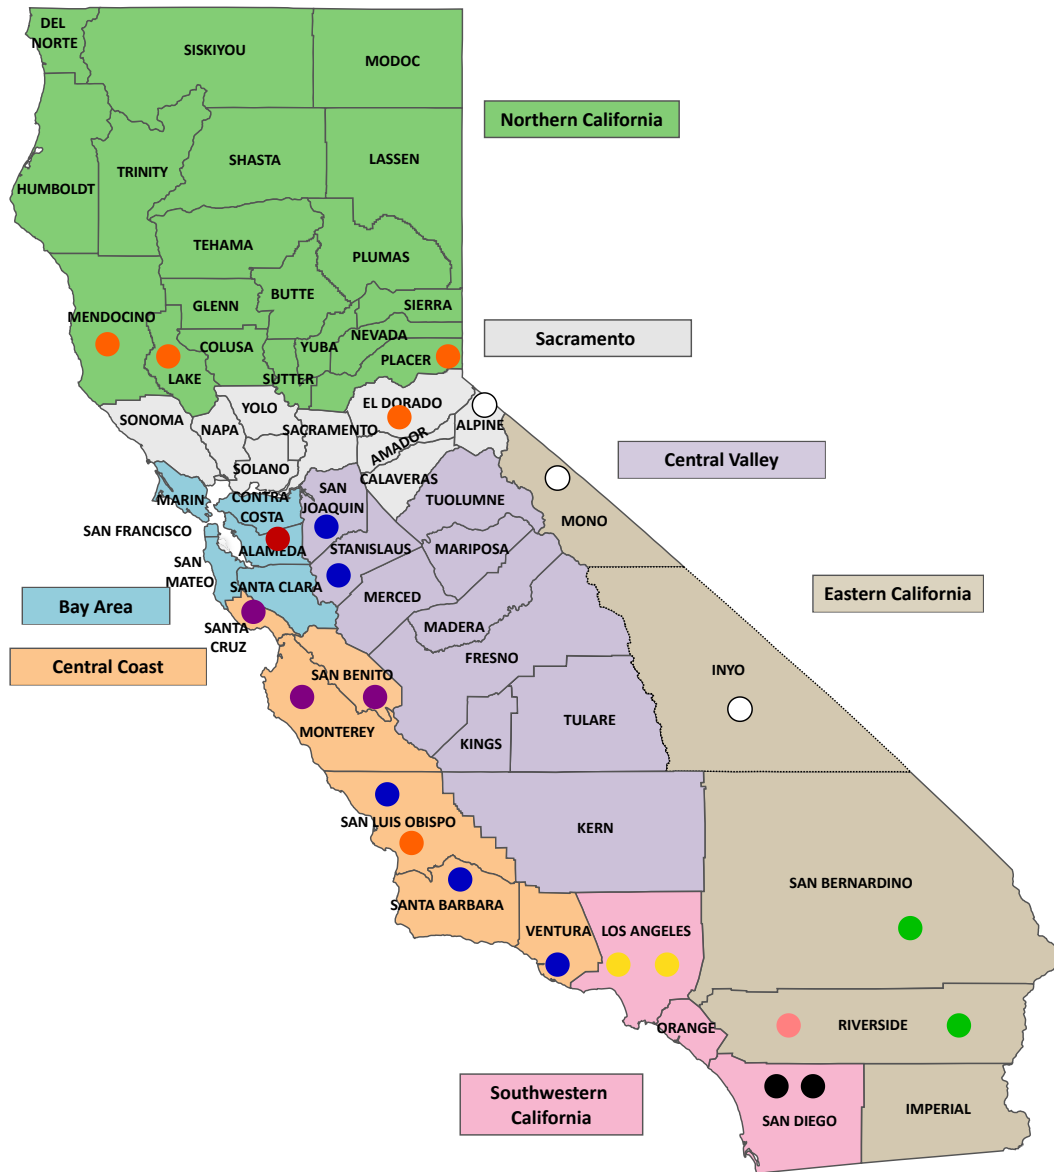 DEL
NORTE
SISKIYOU
MODOC
Northern California
SHASTA
LASSEN
TRINITY
HUMBOLDT
TEHAMA
PLUMAS
BUTTE
GLENN
SIERRA
MENDOCINO
NEVADA
COLUSA
YUBA
PLACER
Sacramento
LAKE
SUTTER
EL DORADO
YOLO
SONOMA
NAPA
SACRAMENTO
ALPINE
AMADOR
Central Valley
SOLANO
CALAVERAS
SAN
JOAQUIN
TUOLUMNE
MARIN
CONTRA
COSTA
MONO
SAN FRANCISCO
ALAMEDA
STANISLAUS
MARIPOSA
SAN
MATEO
SANTA CLARA
MERCED
Eastern California
Bay Area
SANTA
CRUZ
MADERA
FRESNO
Central Coast
SAN BENITO
INYO
MONTEREY
TULARE
KINGS
SAN LUIS OBISPO
KERN
SAN BERNARDINO
SANTA BARBARA
VENTURA
LOS ANGELES
ORANGE
RIVERSIDE
Southwestern
California
SAN DIEGO
IMPERIAL